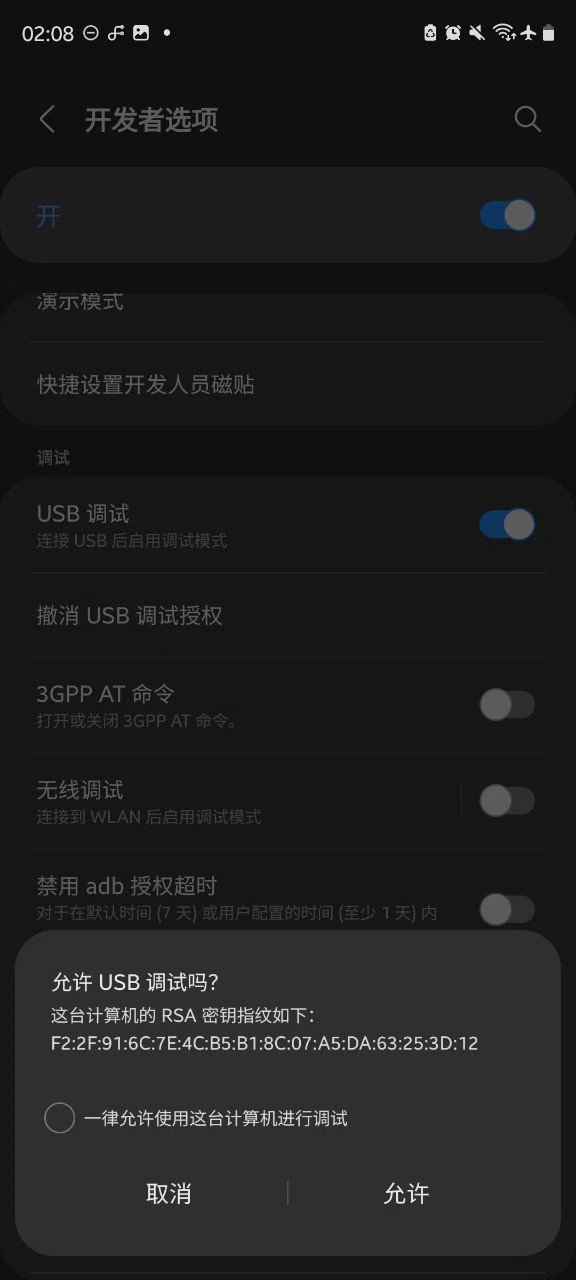 02:08
开发者选项
开
演示模式
快捷设置开发人员磁贴
调试
USB 调试
连接 USB 后启用调试模式
撤消 USB 调试授权
3GPP AT 命令
打开或关闭 3GPP AT 命令。
无线调试
连接到 WLAN 后启用调试模式
禁用 adb 授权超时
对于在默认时间 (7 天) 或用户配置的时间 (至少 1 天) 内
允许 USB 调试吗?
这台计算机的 RSA 密钥指纹如下：
F2:2F:91:6C:7E:4C:B5:B1:8C:07:A5:DA:63:25:3D:12
一律允许使用这台计算机进行调试
取消
允许